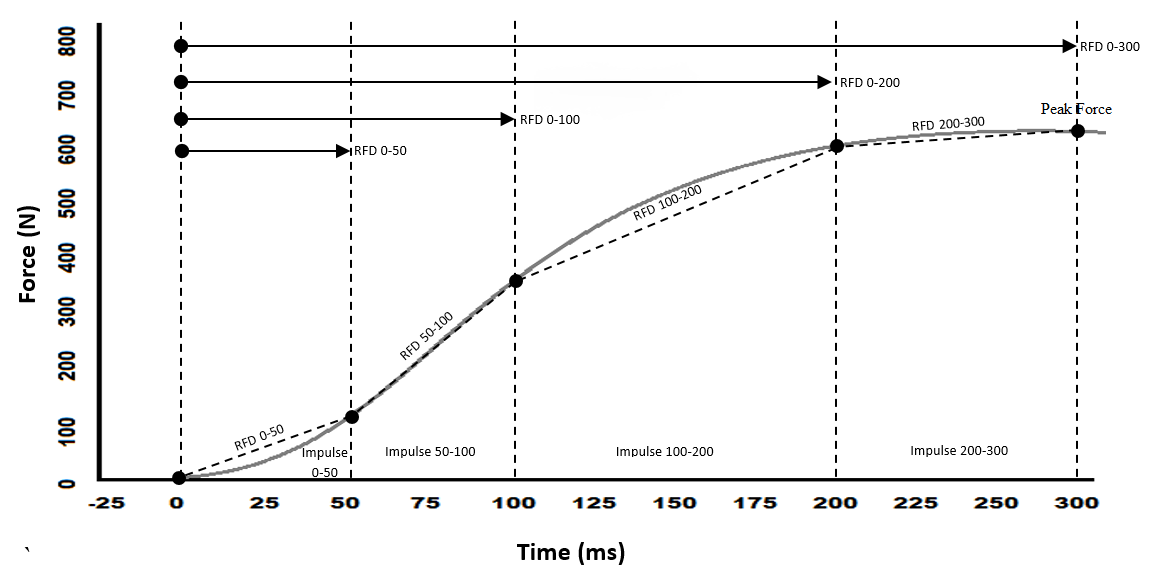 800
700
600
500
400
300
200
100
0
Force (N)
RFD 0-300
RFD 0-200
RFD 0-100
RFD 0-50
Peak Force
RFD 200-300
RFD 100-200
RFD 50-100
RFD 0-50
Impulse
0-50
Impulse 50-100
Impulse 100-200
Impulse 200-300
-25 0 25 50 75 100 125 150 175 200 225 250 300
Time (ms)
`